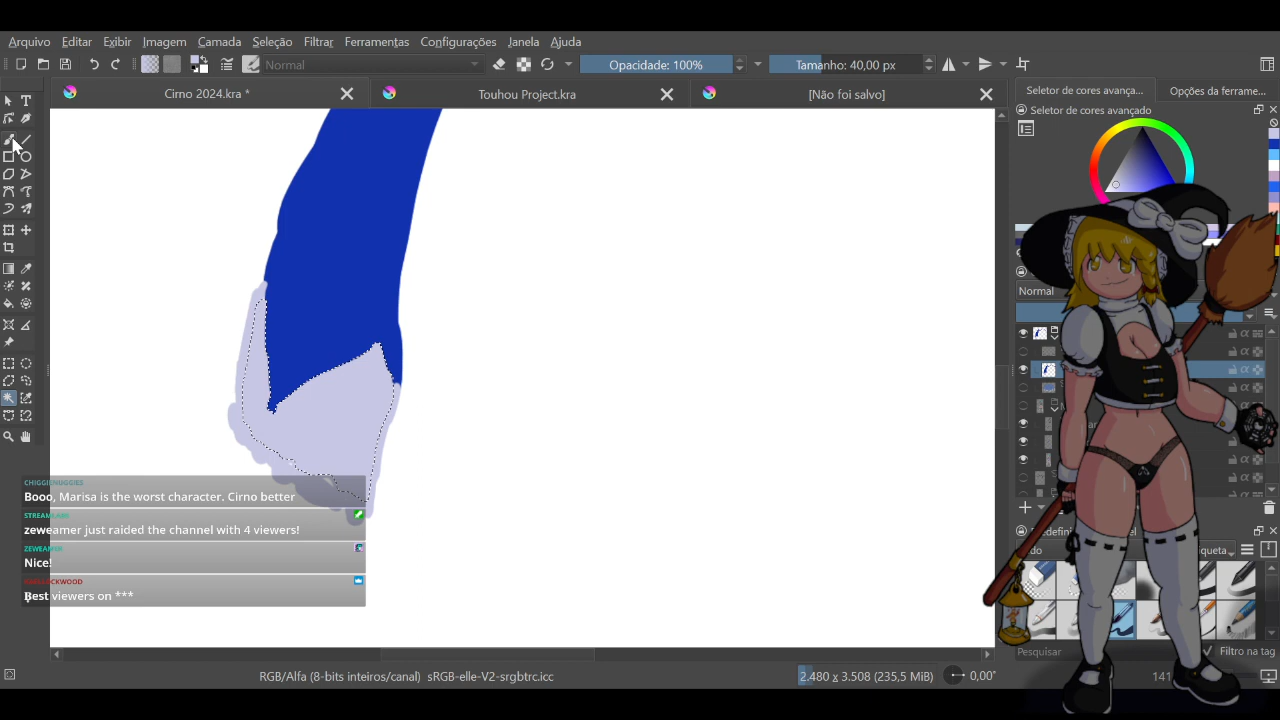 Arquivo Editar Exibir Imagem Camada Seleção Filtrar Ferramentas Configurações Janela Ajuda
Normal Opacidade: 100% Tamanho: 40,00 px
Cirno 2024.kra * Touhou Project.kra [Não foi salvo]
Seletor de cores avança... Opções da ferrame...
Seletor de cores avançado
Normal
CHIGGENUGGIES
Booo, Marisa is the worst character. Cirno better
zeweamer just raided the channel with 4 viewers!
ZEWEAMER
Nice!
Best viewers on ***
Pesquisar Filtro na tag
RGB/Alfa (8-bits inteiros/canal) sRGB-elle-V2-srgbtrc.icc 2.480 x 3.508 (235,5 MiB) 0,00° 141